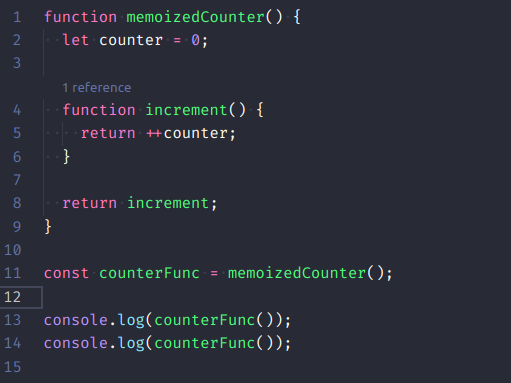 1 function memoizedCounter() {
2   let counter = 0;
3
1 reference
4   function increment() {
5     return ++counter;
6   }
7
8   return increment;
9 }
10
11 const counterFunc = memoizedCounter();
12
13 console.log(counterFunc());
14 console.log(counterFunc());
15